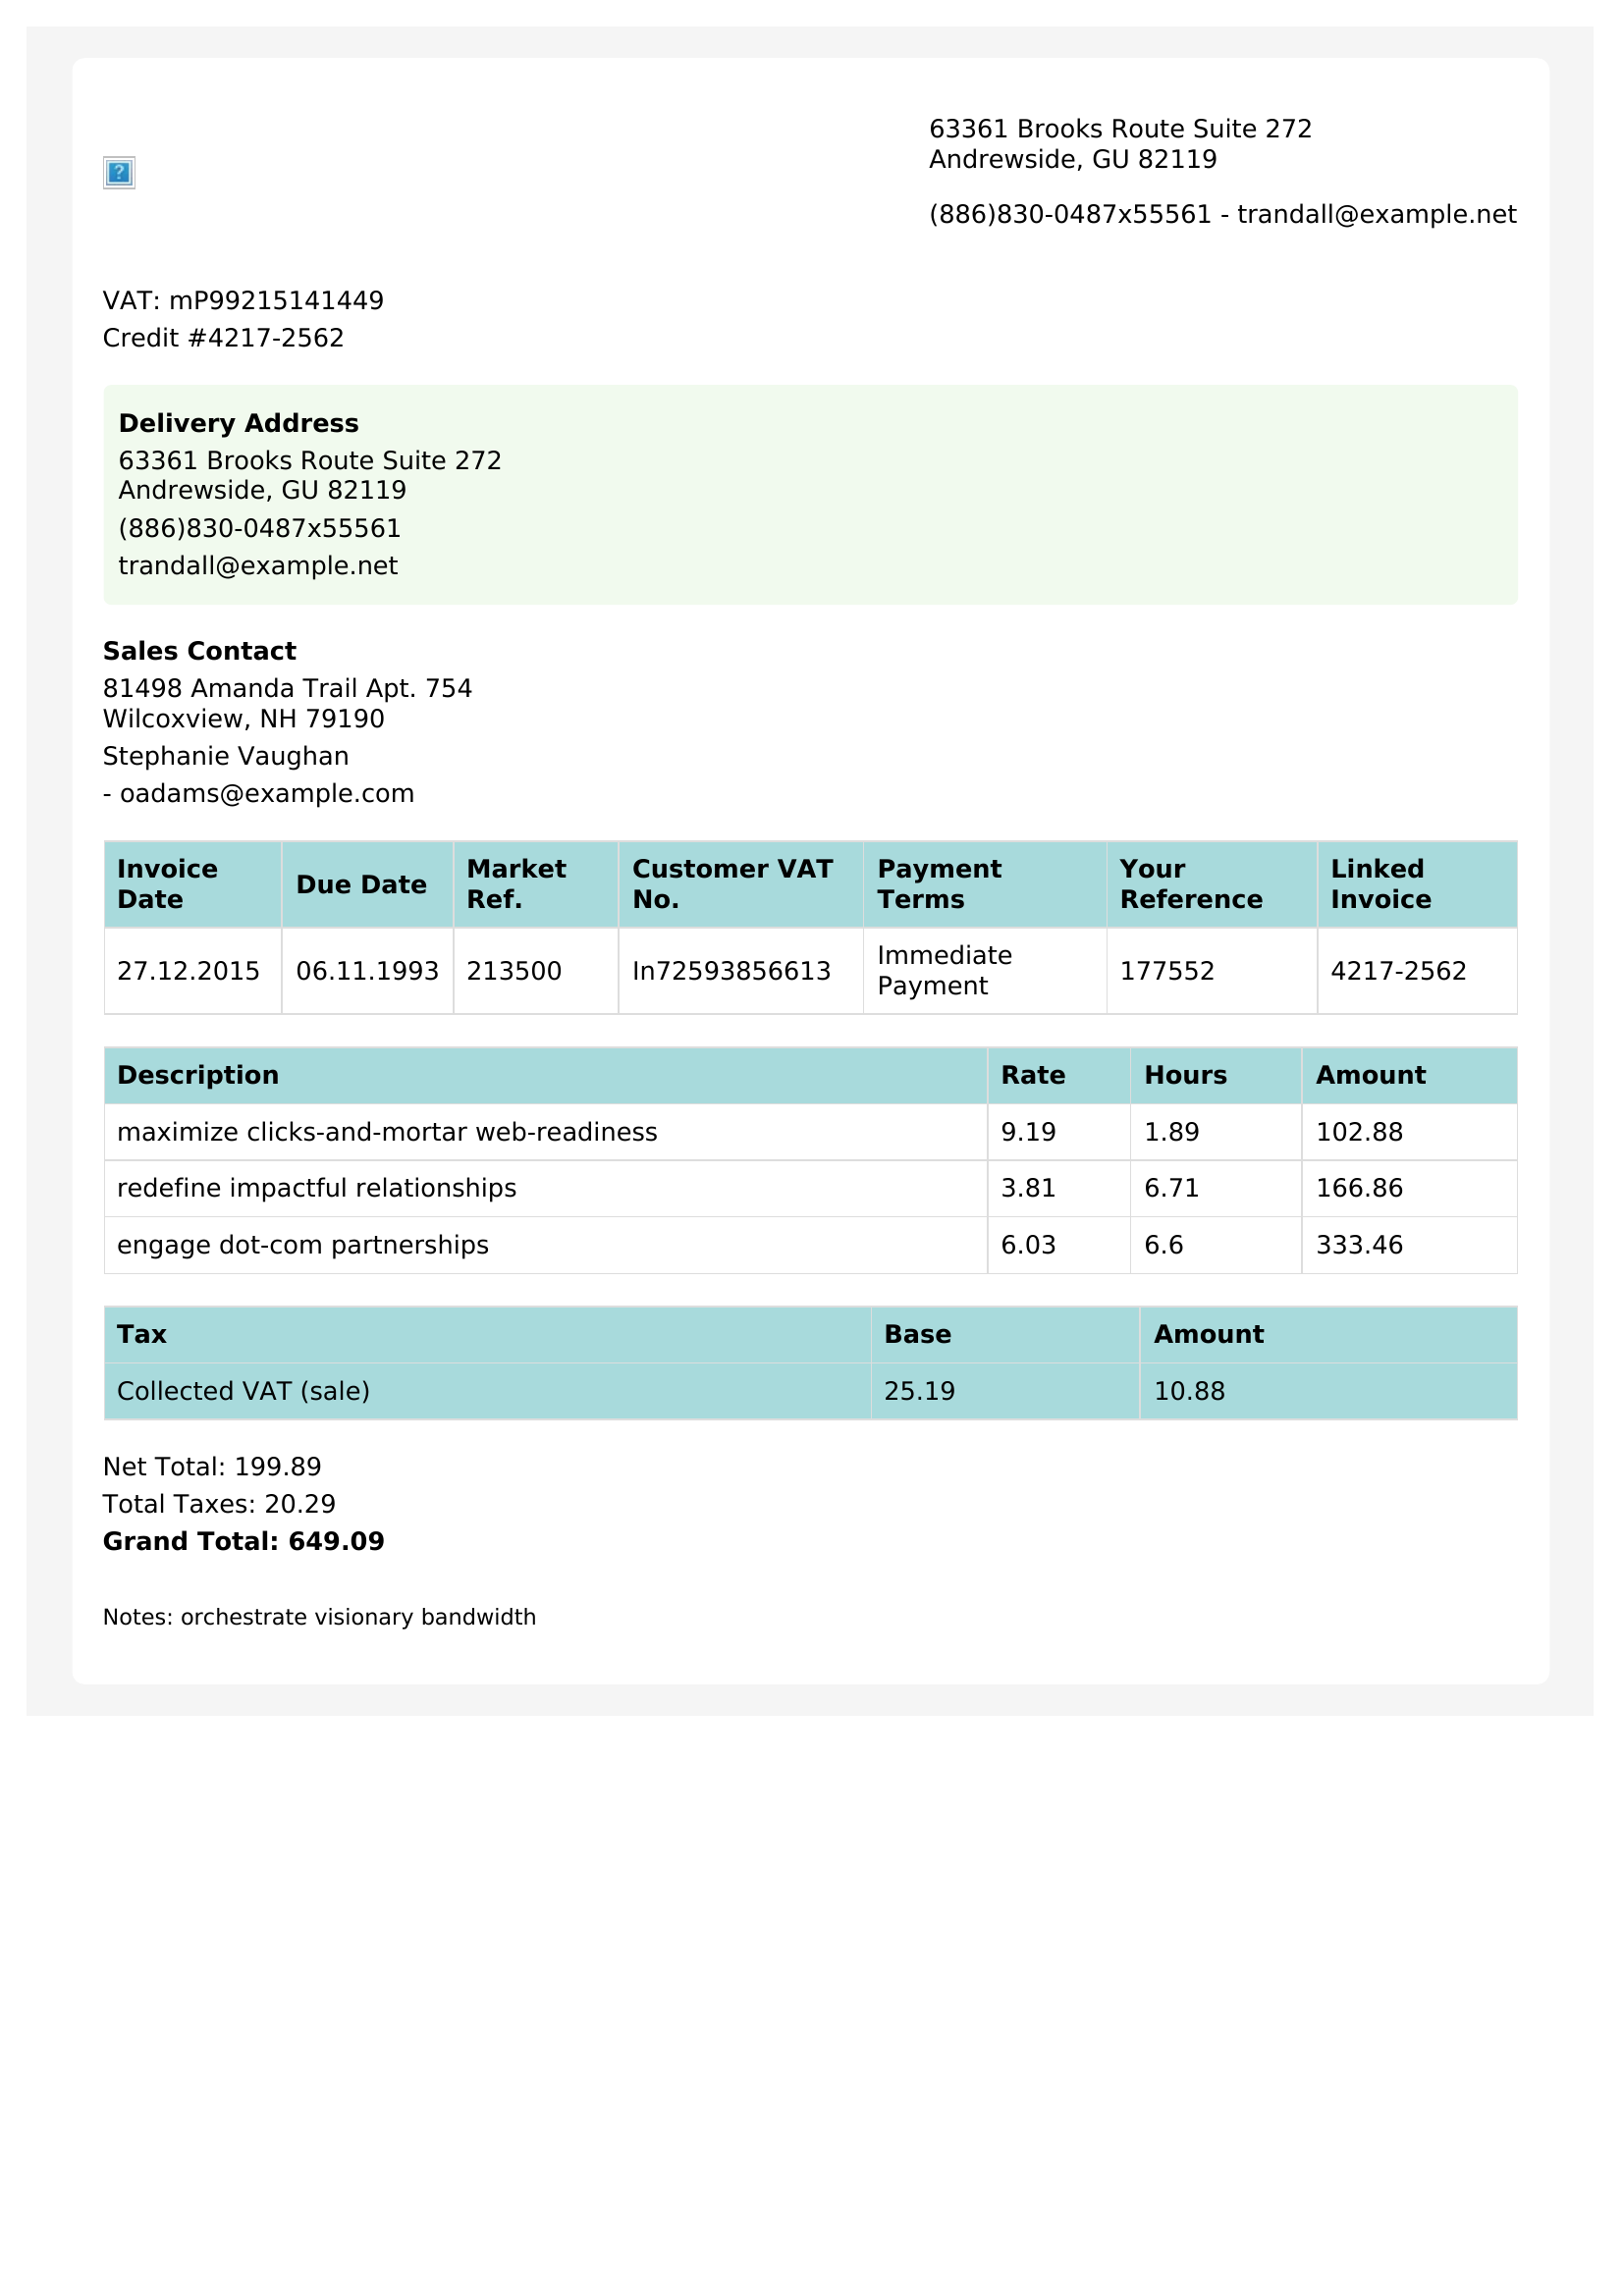 63361 Brooks Route Suite 272
Andrewside, GU 82119
(886)830-0487x55561 - trandall@example.net
VAT: mP99215141449
Credit #4217-2562
Delivery Address
63361 Brooks Route Suite 272
Andrewside, GU 82119
(886)830-0487x55561
trandall@example.net
Sales Contact
81498 Amanda Trail Apt. 754
Wilcoxview, NH 79190
Stephanie Vaughan
- oadams@example.com
Invoice Date Due Date Market Ref. Customer VAT No. Payment Terms Your Reference Linked Invoice
27.12.2015 06.11.1993 213500 In72593856613 Immediate Payment 177552 4217-2562
Description Rate Hours Amount
maximize clicks-and-mortar web-readiness 9.19 1.89 102.88
redefine impactful relationships 3.81 6.71 166.86
engage dot-com partnerships 6.03 6.6 333.46
Tax Base Amount
Collected VAT (sale) 25.19 10.88
Net Total: 199.89
Total Taxes: 20.29
Grand Total: 649.09
Notes: orchestrate visionary bandwidth